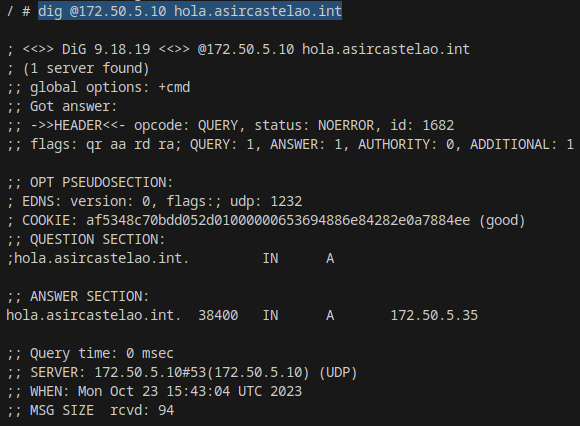 / # dig @172.50.5.10 hola.asircastelao.int
; <<>> DiG 9.18.19 <<>> @172.50.5.10 hola.asircastelao.int
; (1 server found)
;; global options: +cmd
;; Got answer:
;; ->>HEADER<<- opcode: QUERY, status: NOERROR, id: 1682
;; flags: qr aa rd ra; QUERY: 1, ANSWER: 1, AUTHORITY: 0, ADDITIONAL: 1
;; OPT PSEUDOSECTION:
; EDNS: version: 0, flags:; udp: 1232
; COOKIE: af5348c70bdd052d01000000653694886e84282e0a7884ee (good)
;; QUESTION SECTION:
;hola.asircastelao.int. IN A
;; ANSWER SECTION:
hola.asircastelao.int. 38400 IN A 172.50.5.35
;; Query time: 0 msec
;; SERVER: 172.50.5.10#53(172.50.5.10) (UDP)
;; WHEN: Mon Oct 23 15:43:04 UTC 2023
;; MSG SIZE rcvd: 94